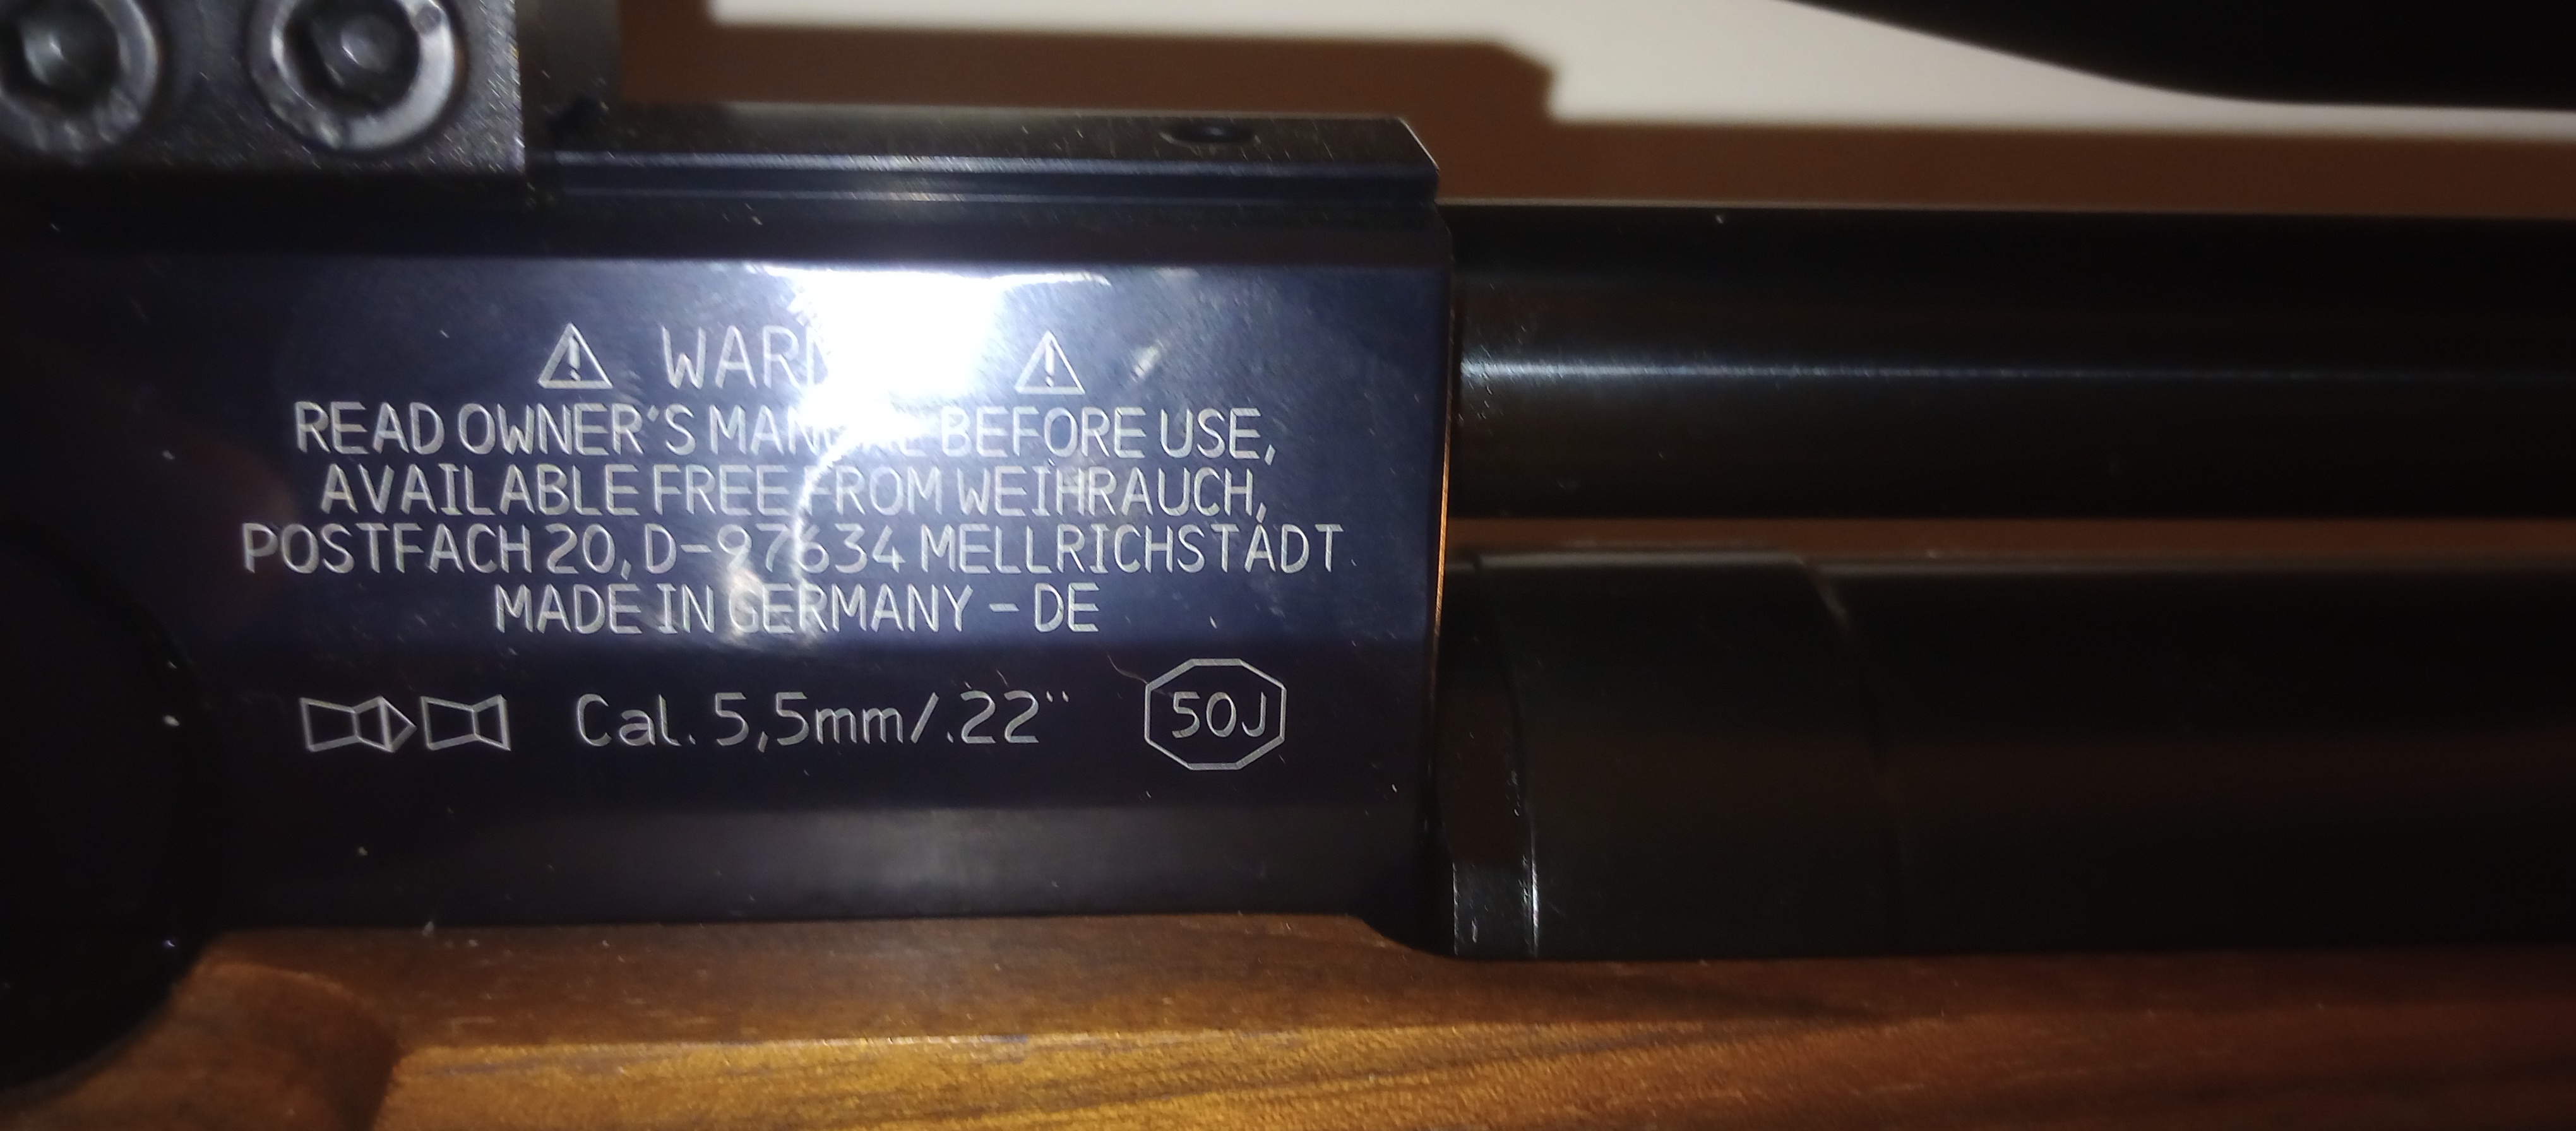 READ OWNER'S MANUAL BEFORE USE,
AVAILABLE FREE FROM WEIHRAUCH,
POSTFACH 20, D-97634 MELLRICHSTADT
MADE IN GERMANY - DE
Cal. 5,5mm/.22" 50J